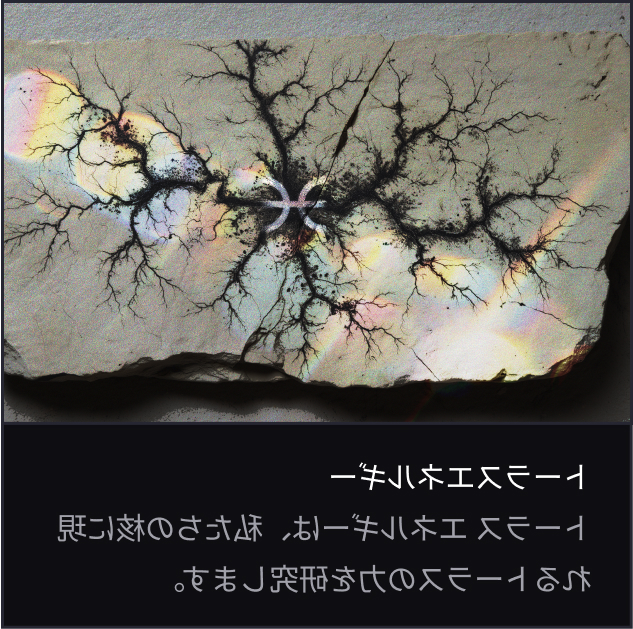 トーラスエネルギー
トーラス エネルギーは、私たちの核に現
れるトーラスの力を研究します。